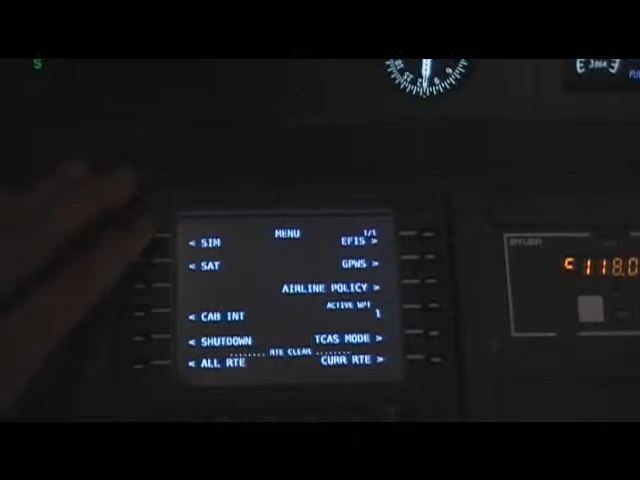 S
MENU 1/1
< SIM EFIS >
< SAT GPWS >
AIRLINE POLICY >
ACTIVE WPT
< CAB INT 1
< SHUTDOWN TCAS MODE >
RTE CLEAR
< ALL RTE CURR RTE >
C118.0